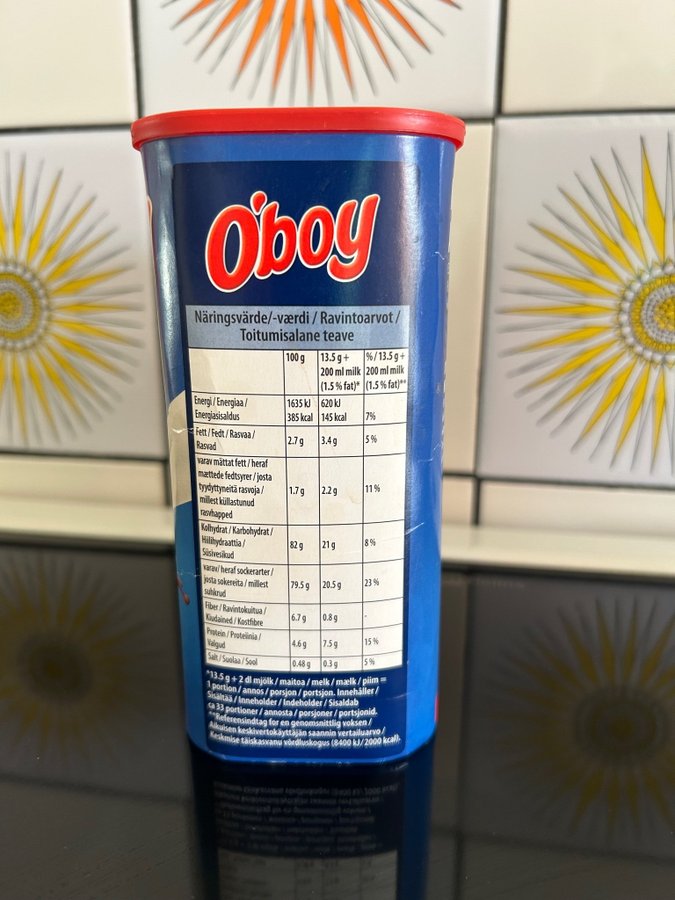 O'boy
Näringsvärde/-værdi / Ravintoarvot /
Toitumisalane teave
100 g
13.5 g +
200 ml milk
(1.5 % fat)*
% / 13.5 g +
200 ml milk
(1.5 % fat)**
Energi / Energiaa /
Energiasisaldus
1635 kJ 620 kJ
385 kcal 145 kcal 7%
Fett / Fedt / Rasvaa /
Rasvad
2.7 g 3.4 g 5 %
varav mättat fett / heraf
mættede fedtsyrer / josta
tyydyttyneitä rasvoja /
millest küllastunud
rasvhapped
1.7 g 2.2 g 11 %
Kolhydrat / Karbohydrat /
Hiilihydraattia /
Süsivesikud
82 g 21 g 8 %
varav/ heraf sockerarter /
josta sokereita / millest
suhkrud
79.5 g 20.5 g 23 %
Fiber / Ravintokuitua /
Kiudained / Kostfibre
6.7 g 0.8 g -
Protein / Proteiinia /
Valgud
4.6 g 7.5 g 15 %
Salt / Suolaa / Sool
0.48 g 0.3 g 5 %
*13.5 g + 2 dl mjölk / maitoa / melk / mælk / piim =
1 portion / annos / porsjon / portsjon. Innehåller /
Sisältää / Inneholder / Indeholder / Sisaldab
ca 33 portioner / annosta / porsjoner / portsjonid.
**Referensindtag for en genomsnittlig voksen /
Aikuisen keskivertokäyttäjän saannin vertailuarvo /
Keskmise täiskasvanu võrdluskogus (8400 kJ/2000 kcal).